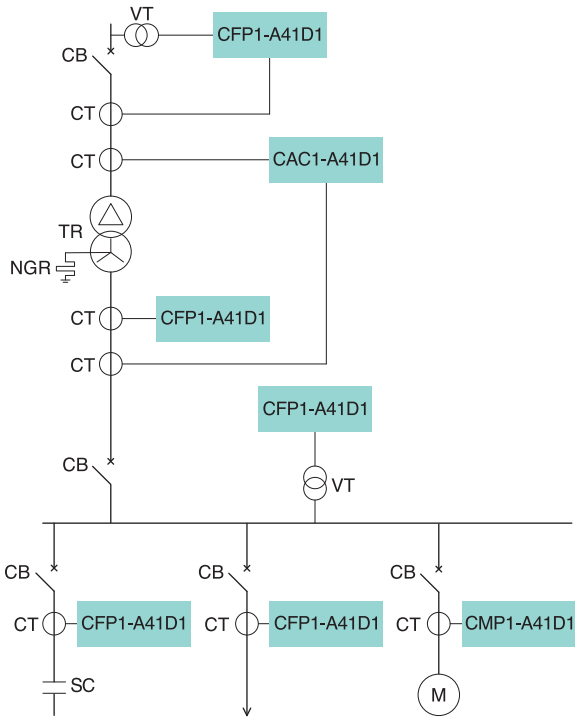 VT
CFP1-A41D1
CB
CT
CT
CAC1-A41D1
TR
NGR
CT
CFP1-A41D1
CT
CFP1-A41D1
CB
VT
CB
CB
CB
CT
CFP1-A41D1
CT
CFP1-A41D1
CT
CMP1-A41D1
SC
M